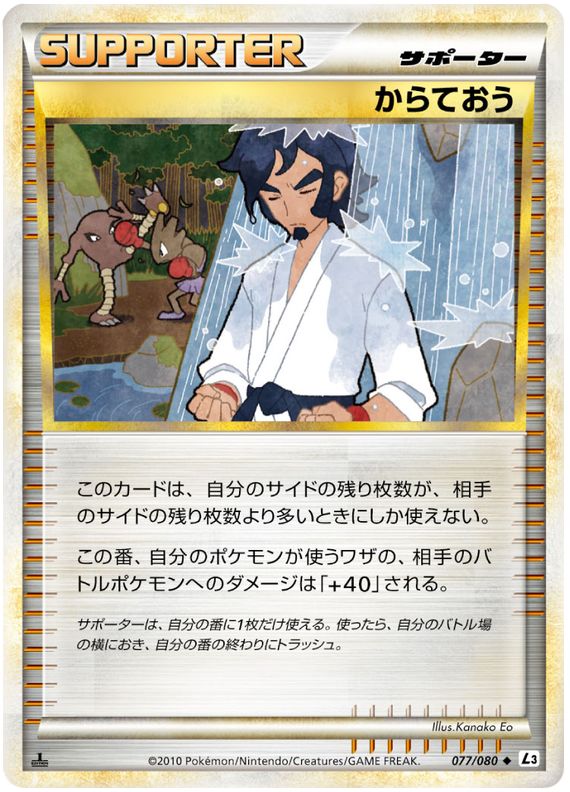 SUPPORTER サポーター
からておう
このカードは、自分のサイドの残り枚数が、相手
のサイドの残り枚数より多いときにしか使えない。
この番、自分のポケモンが使うワザの、相手のバ
トルポケモンへのダメージは「+40」される。
サポーターは、自分の番に1枚だけ使える。使ったら、自分のバトル場
の横におき、自分の番の終わりにトラッシュ。
Illus.Kanako Eo
1 EDITION ©2010 Pokémon/Nintendo/Creatures/GAME FREAK. 077/080 ◆ L3